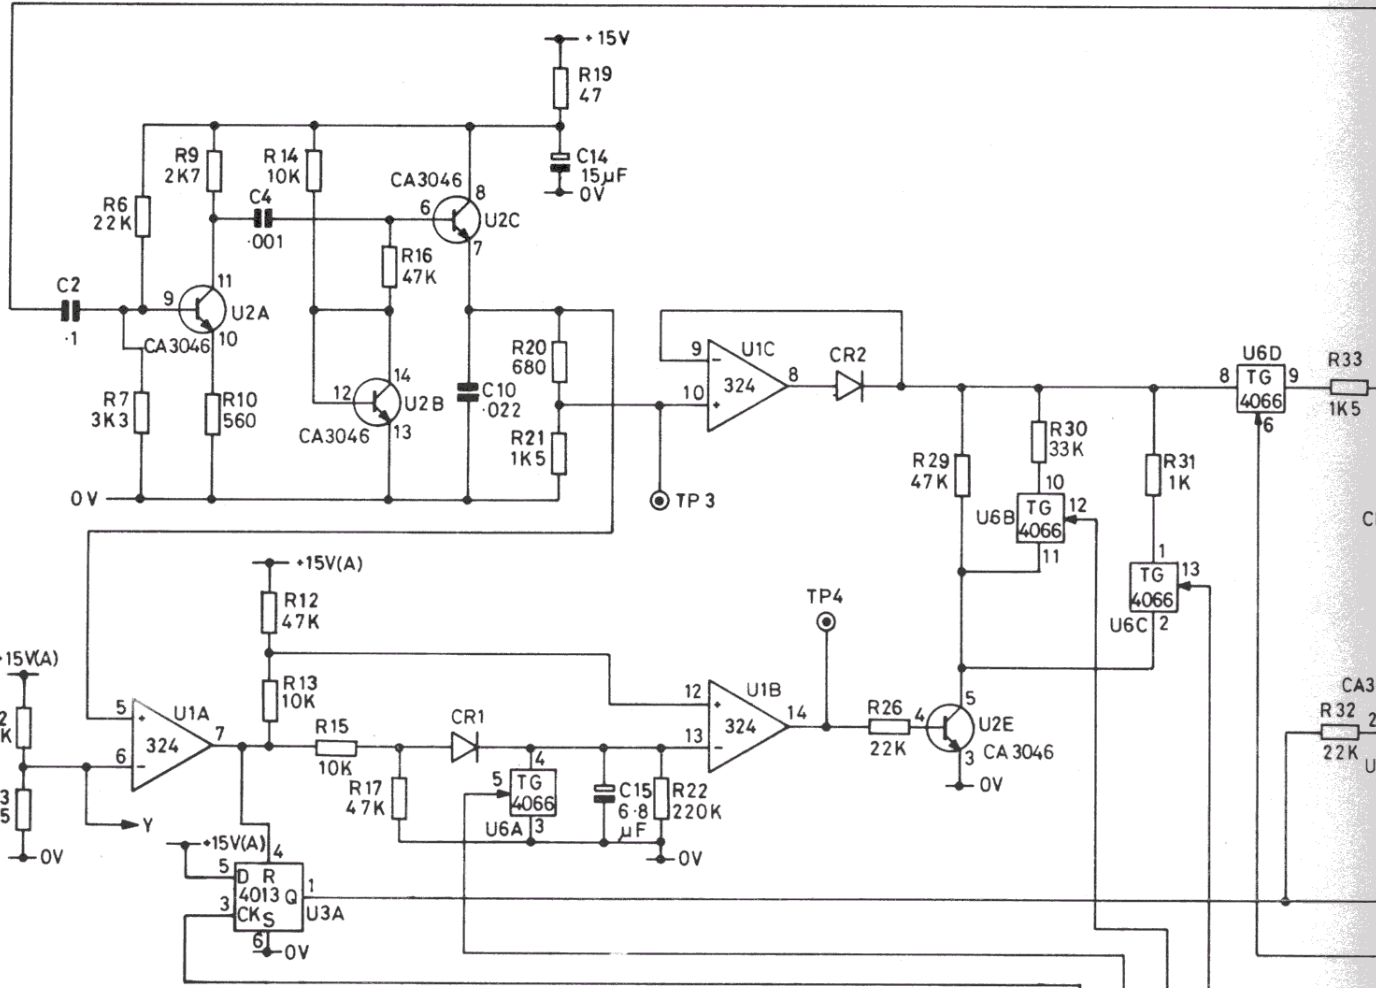 +15V
R19
47
R9
2K7
R14
10K
C14
15µF
0V
CA3046
8
C4
6
U2C
R6
22K
.001
7
R16
47K
C2
11
9
U2A
.1
10
CA3046
U1C
CR2
U6D
9
R20
680
324
8
8
TG
9
R33
10
4066
1K5
6
14
12
U2B
C10
.022
R7
3K3
R10
560
CA3046
13
R21
1K5
R30
33K
R29
47K
R31
1K
0V
TP3
10
U6B
TG
12
4066
11
1
TG
13
4066
U6C
2
+15V(A)
R12
47K
TP4
+15V(A)
R13
10K
12
U1B
5
U1A
7
324
14
R26
4
5
U2E
R32
324
R15
CR1
13
22K
CA3046
3
22K
6
10K
4
0V
R17
47K
5
TG
4066
C15
6.8
µF
R22
220K
U6A
3
Y
0V
+15V(A)
4
0V
5
D R
1
4013 Q
3
CK S
U3A
6
0V